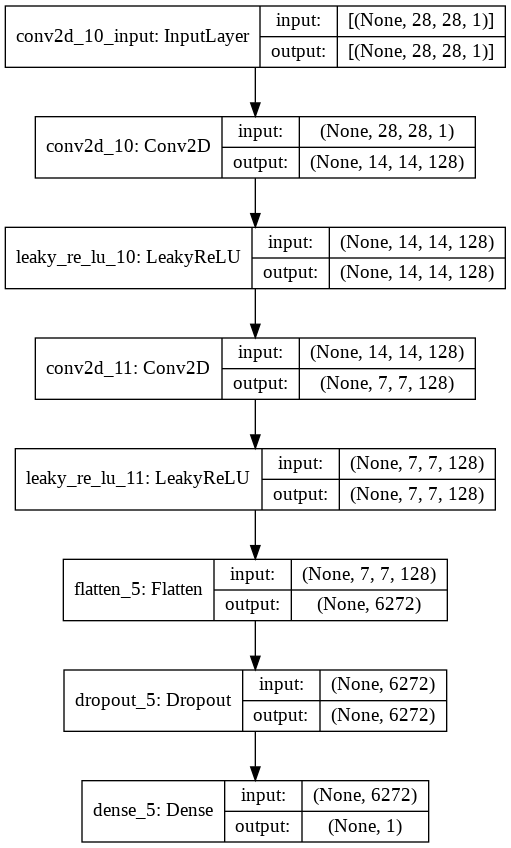 conv2d_10_input: InputLayer
input: [(None, 28, 28, 1)]
output: [(None, 28, 28, 1)]
conv2d_10: Conv2D
input: (None, 28, 28, 1)
output: (None, 14, 14, 128)
leaky_re_lu_10: LeakyReLU
input: (None, 14, 14, 128)
output: (None, 14, 14, 128)
conv2d_11: Conv2D
input: (None, 14, 14, 128)
output: (None, 7, 7, 128)
leaky_re_lu_11: LeakyReLU
input: (None, 7, 7, 128)
output: (None, 7, 7, 128)
flatten_5: Flatten
input: (None, 7, 7, 128)
output: (None, 6272)
dropout_5: Dropout
input: (None, 6272)
output: (None, 6272)
dense_5: Dense
input: (None, 6272)
output: (None, 1)